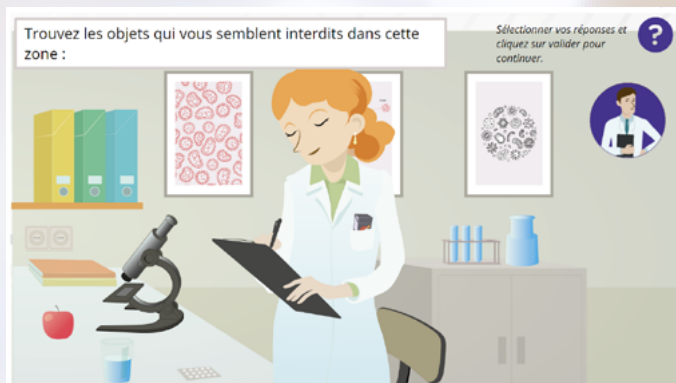 Trouvez les objets qui vous semblent interdits dans cette
zone :
Sélectionner vos réponses et
cliquez sur valider pour
continuer.
?